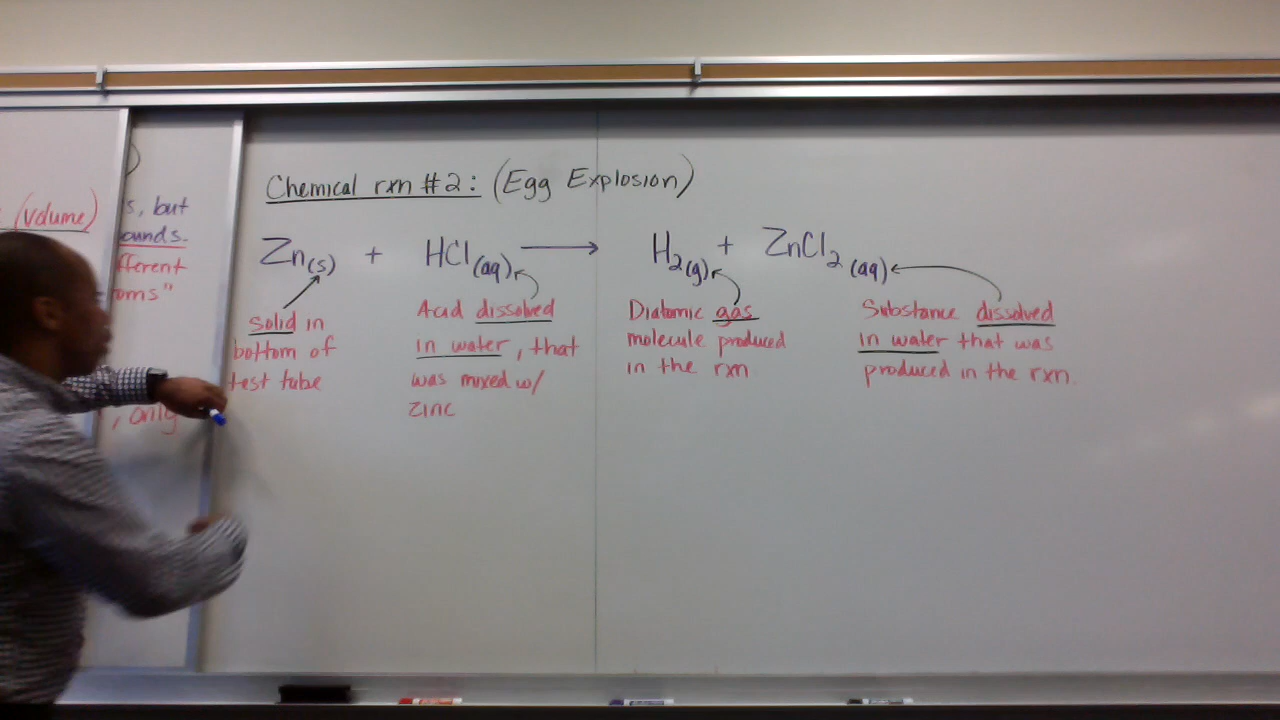 Chemical rxn #2: (Egg Explosion)
Zn(s) + HCl(aq) ⟶ H₂(g) + ZnCl₂(aq)
Solid in
bottom of
test tube
Acid dissolved
in water, that
was mixed w/
zinc
Diatomic gas
molecule produced
in the rxn
Substance dissolved
in water that was
produced in the rxn.
(volume)
s, but
ounds.
fferent
oms"
, only